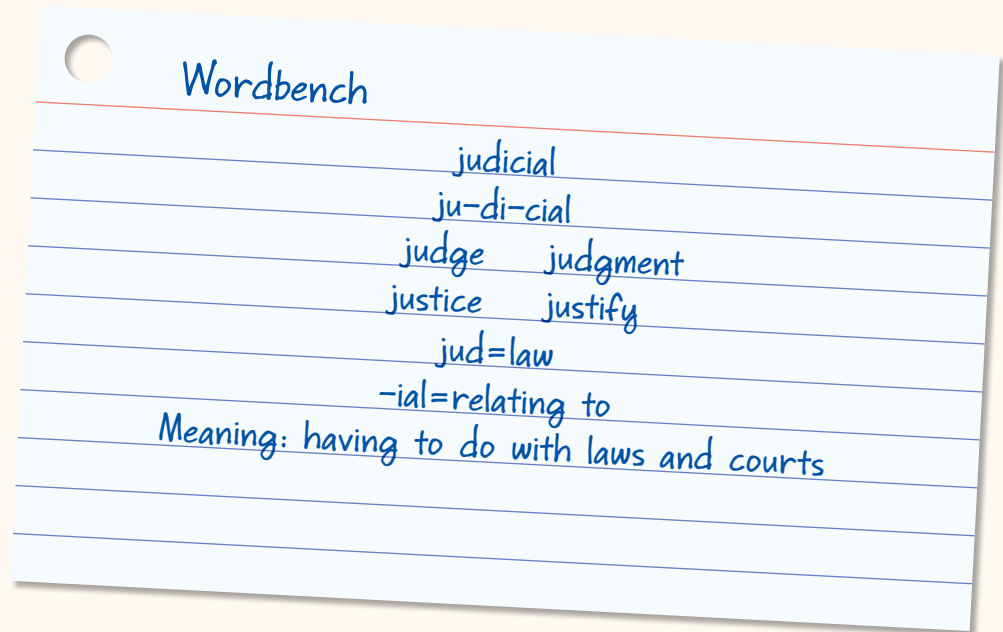 Wordbench
judicial
ju-di-cial
judge judgment
justice justify
jud=law
-ial=relating to
Meaning: having to do with laws and courts